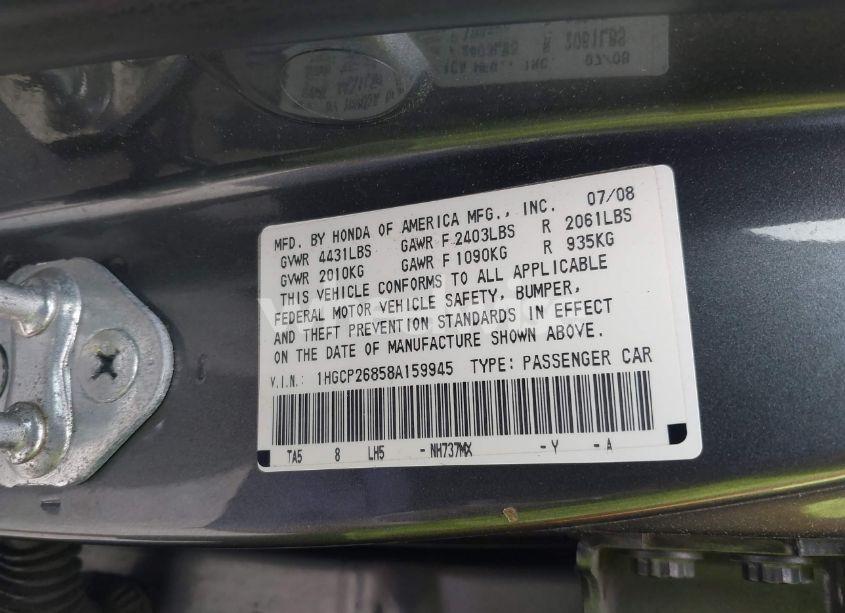 MFD. BY HONDA OF AMERICA MFG., INC. 07/08
GVWR 4431LBS GAWR F 2403LBS R 2061LBS
GVWR 2010KG GAWR F 1090KG R 935KG
THIS VEHICLE CONFORMS TO ALL APPLICABLE
FEDERAL MOTOR VEHICLE SAFETY, BUMPER,
AND THEFT PREVENTION STANDARDS IN EFFECT
ON THE DATE OF MANUFACTURE SHOWN ABOVE.
V.I.N.: 1HGCP26858A159945 TYPE: PASSENGER CAR
TA5 8 LH5 - NH737MX - Y - A